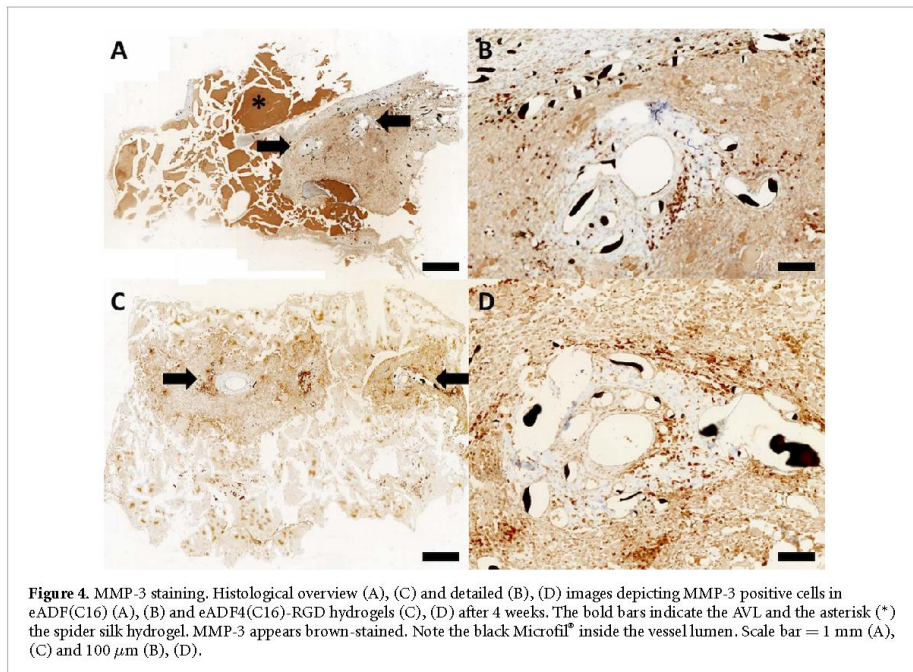 A
B
*
C
D
Figure 4. MMP-3 staining. Histological overview (A), (C) and detailed (B), (D) images depicting MMP-3 positive cells in
eADF(C16) (A), (B) and eADF4(C16)-RGD hydrogels (C), (D) after 4 weeks. The bold bars indicate the AVL and the asterisk (*)
the spider silk hydrogel. MMP-3 appears brown-stained. Note the black Microfil® inside the vessel lumen. Scale bar = 1 mm (A),
(C) and 100 μm (B), (D).